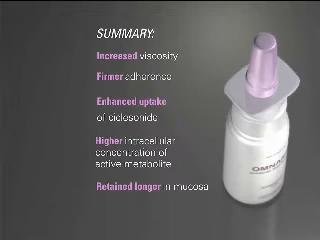 SUMMARY:
Increased viscosity
Firmer adherence
Enhanced uptake
of ciclesonide
Higher intracellular
concentration of
active metabolite
Retained longer in mucosa